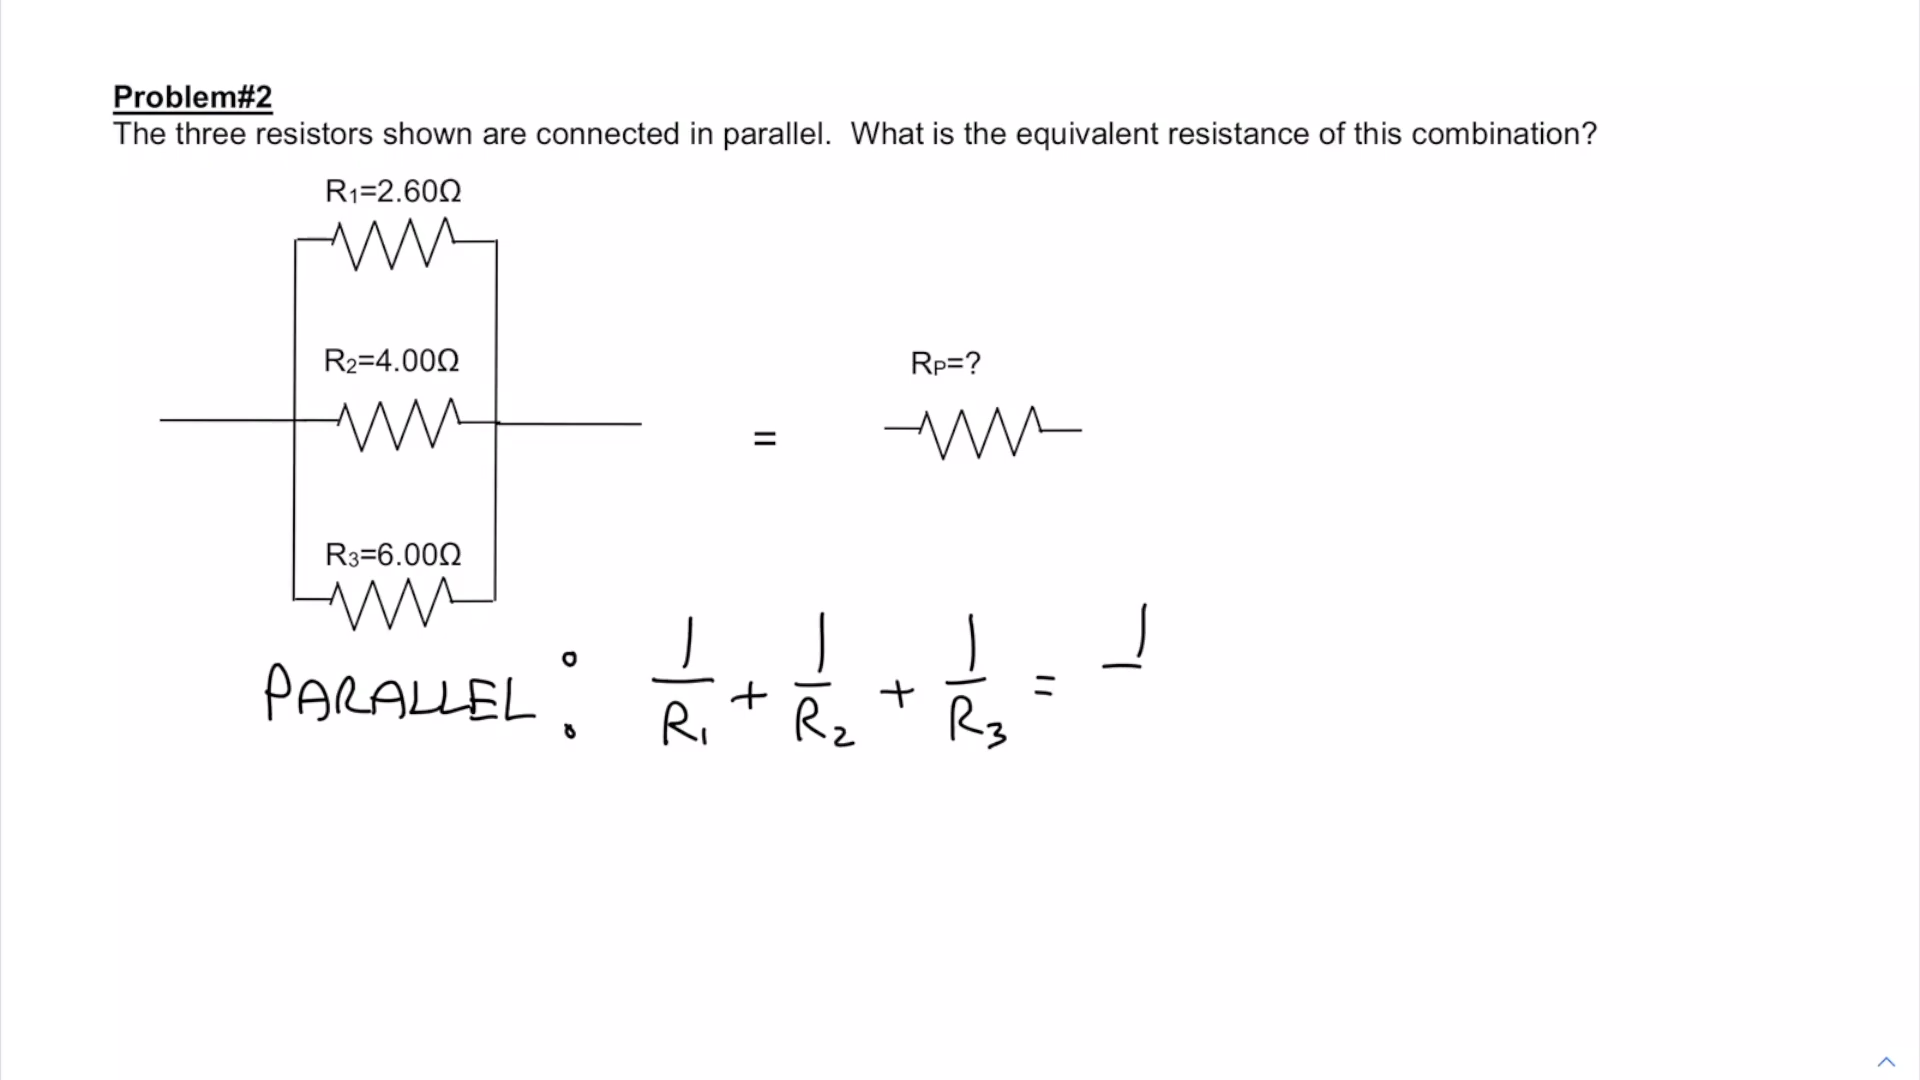 Problem#2
The three resistors shown are connected in parallel.  What is the equivalent resistance of this combination?
R₁=2.60Ω
R₂=4.00Ω
=
Rₚ=?
R₃=6.00Ω
PARALLEL : 1/R₁ + 1/R₂ + 1/R₃ = 1/